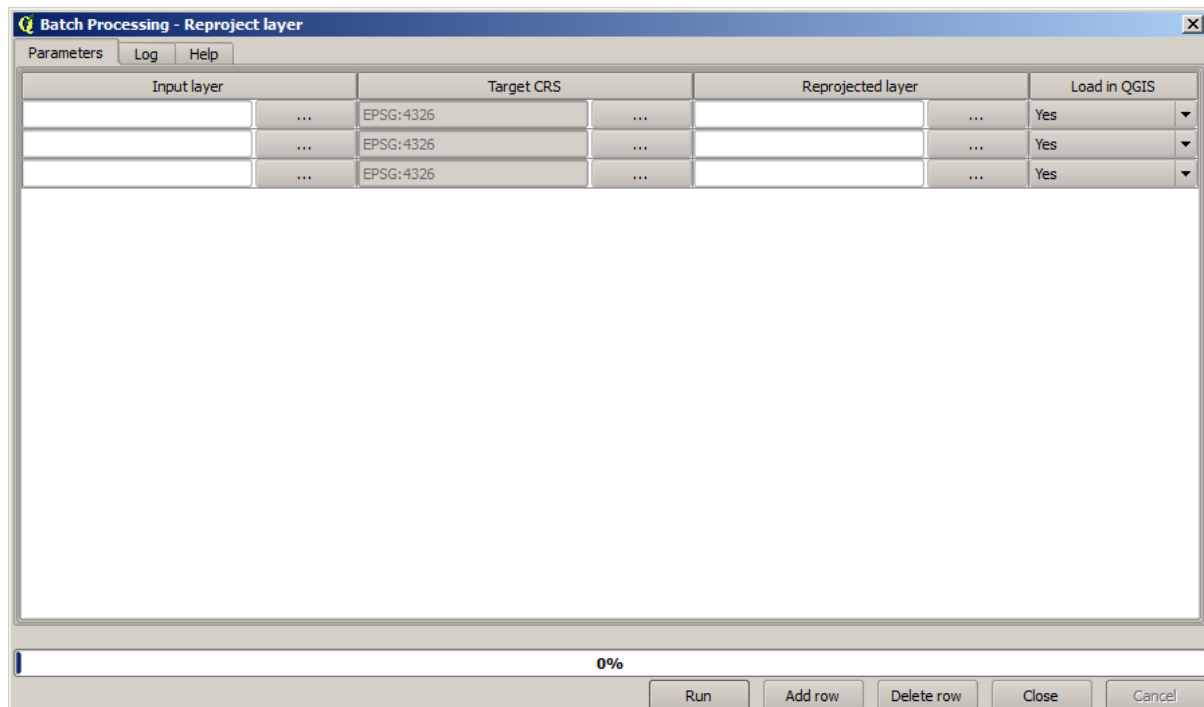 Batch Processing - Reproject layer
Parameters Log Help
Input layer Target CRS Reprojected layer Load in QGIS
... EPSG:4326 ... ... Yes
... EPSG:4326 ... ... Yes
... EPSG:4326 ... ... Yes
0%
Run Add row Delete row Close Cancel